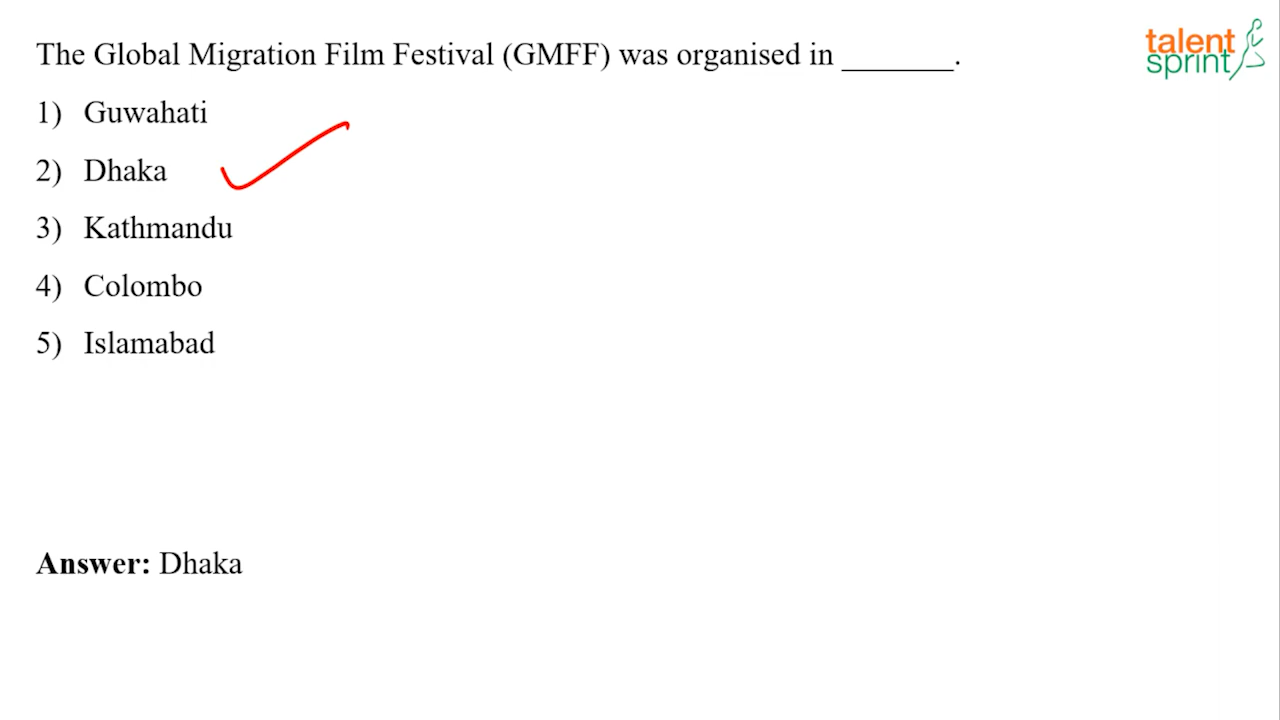 The Global Migration Film Festival (GMFF) was organised in _______.
talent
sprint
1) Guwahati
2) Dhaka
3) Kathmandu
4) Colombo
5) Islamabad
Answer: Dhaka